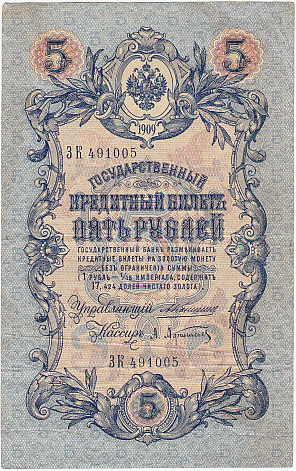 5 5
1909
ЗК 491005
ГОСУДАРСТВЕННЫЙ
КРЕДИТНЫЙ БИЛЕТЪ
ПЯТЬ РУБЛЕЙ
ГОСУДАРСТВЕННЫЙ БАНКЪ РАЗМѢНИВАЕТЪ
КРЕДИТНЫЕ БИЛЕТЫ НА ЗОЛОТУЮ МОНЕТУ
БЕЗЪ ОГРАНИЧЕНІЯ СУММЫ
(1 РУБЛЬ = 1/15 ИМПЕРІАЛА, СОДЕРЖИТЪ
17,424 ДОЛЕЙ ЧИСТАГО ЗОЛОТА).
Управляющій
Кассиръ
ЗК 491005
5